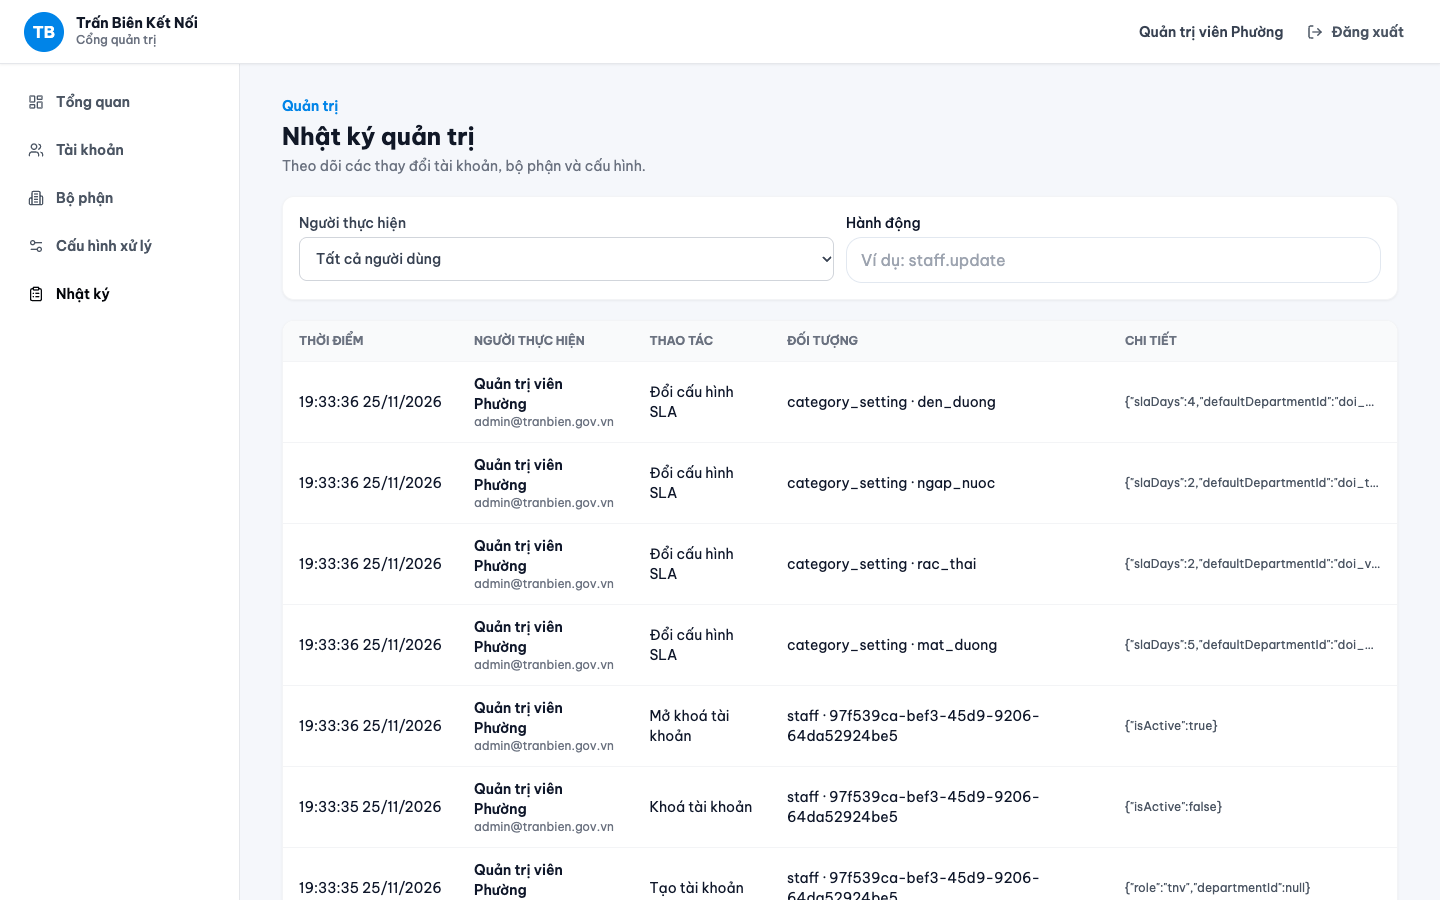 TB
Trấn Biên Kết Nối
Cổng quản trị
Quản trị viên Phường
Đăng xuất
Tổng quan
Tài khoản
Bộ phận
Cấu hình xử lý
Nhật ký
Quản trị
Nhật ký quản trị
Theo dõi các thay đổi tài khoản, bộ phận và cấu hình.
Người thực hiện
Tất cả người dùng
Hành động
Ví dụ: staff.update
THỜI ĐIỂM NGƯỜI THỰC HIỆN THAO TÁC ĐỐI TƯỢNG CHI TIẾT
19:33:36 25/11/2026
Quản trị viên
Phường
admin@tranbien.gov.vn
Đổi cấu hình
SLA
category_setting · den_duong
{"slaDays":4,"defaultDepartmentId":"doi_...
19:33:36 25/11/2026
Quản trị viên
Phường
admin@tranbien.gov.vn
Đổi cấu hình
SLA
category_setting · ngap_nuoc
{"slaDays":2,"defaultDepartmentId":"doi_t...
19:33:36 25/11/2026
Quản trị viên
Phường
admin@tranbien.gov.vn
Đổi cấu hình
SLA
category_setting · rac_thai
{"slaDays":2,"defaultDepartmentId":"doi_v...
19:33:36 25/11/2026
Quản trị viên
Phường
admin@tranbien.gov.vn
Đổi cấu hình
SLA
category_setting · mat_duong
{"slaDays":5,"defaultDepartmentId":"doi_...
19:33:36 25/11/2026
Quản trị viên
Phường
admin@tranbien.gov.vn
Mở khoá tài
khoản
staff · 97f539ca-bef3-45d9-9206-
64da52924be5
{"isActive":true}
19:33:35 25/11/2026
Quản trị viên
Phường
admin@tranbien.gov.vn
Khoá tài khoản
staff · 97f539ca-bef3-45d9-9206-
64da52924be5
{"isActive":false}
19:33:35 25/11/2026
Quản trị viên
Phường
Tạo tài khoản
staff · 97f539ca-bef3-45d9-9206-
64da52924be5
{"role":"tnv","departmentId":null}